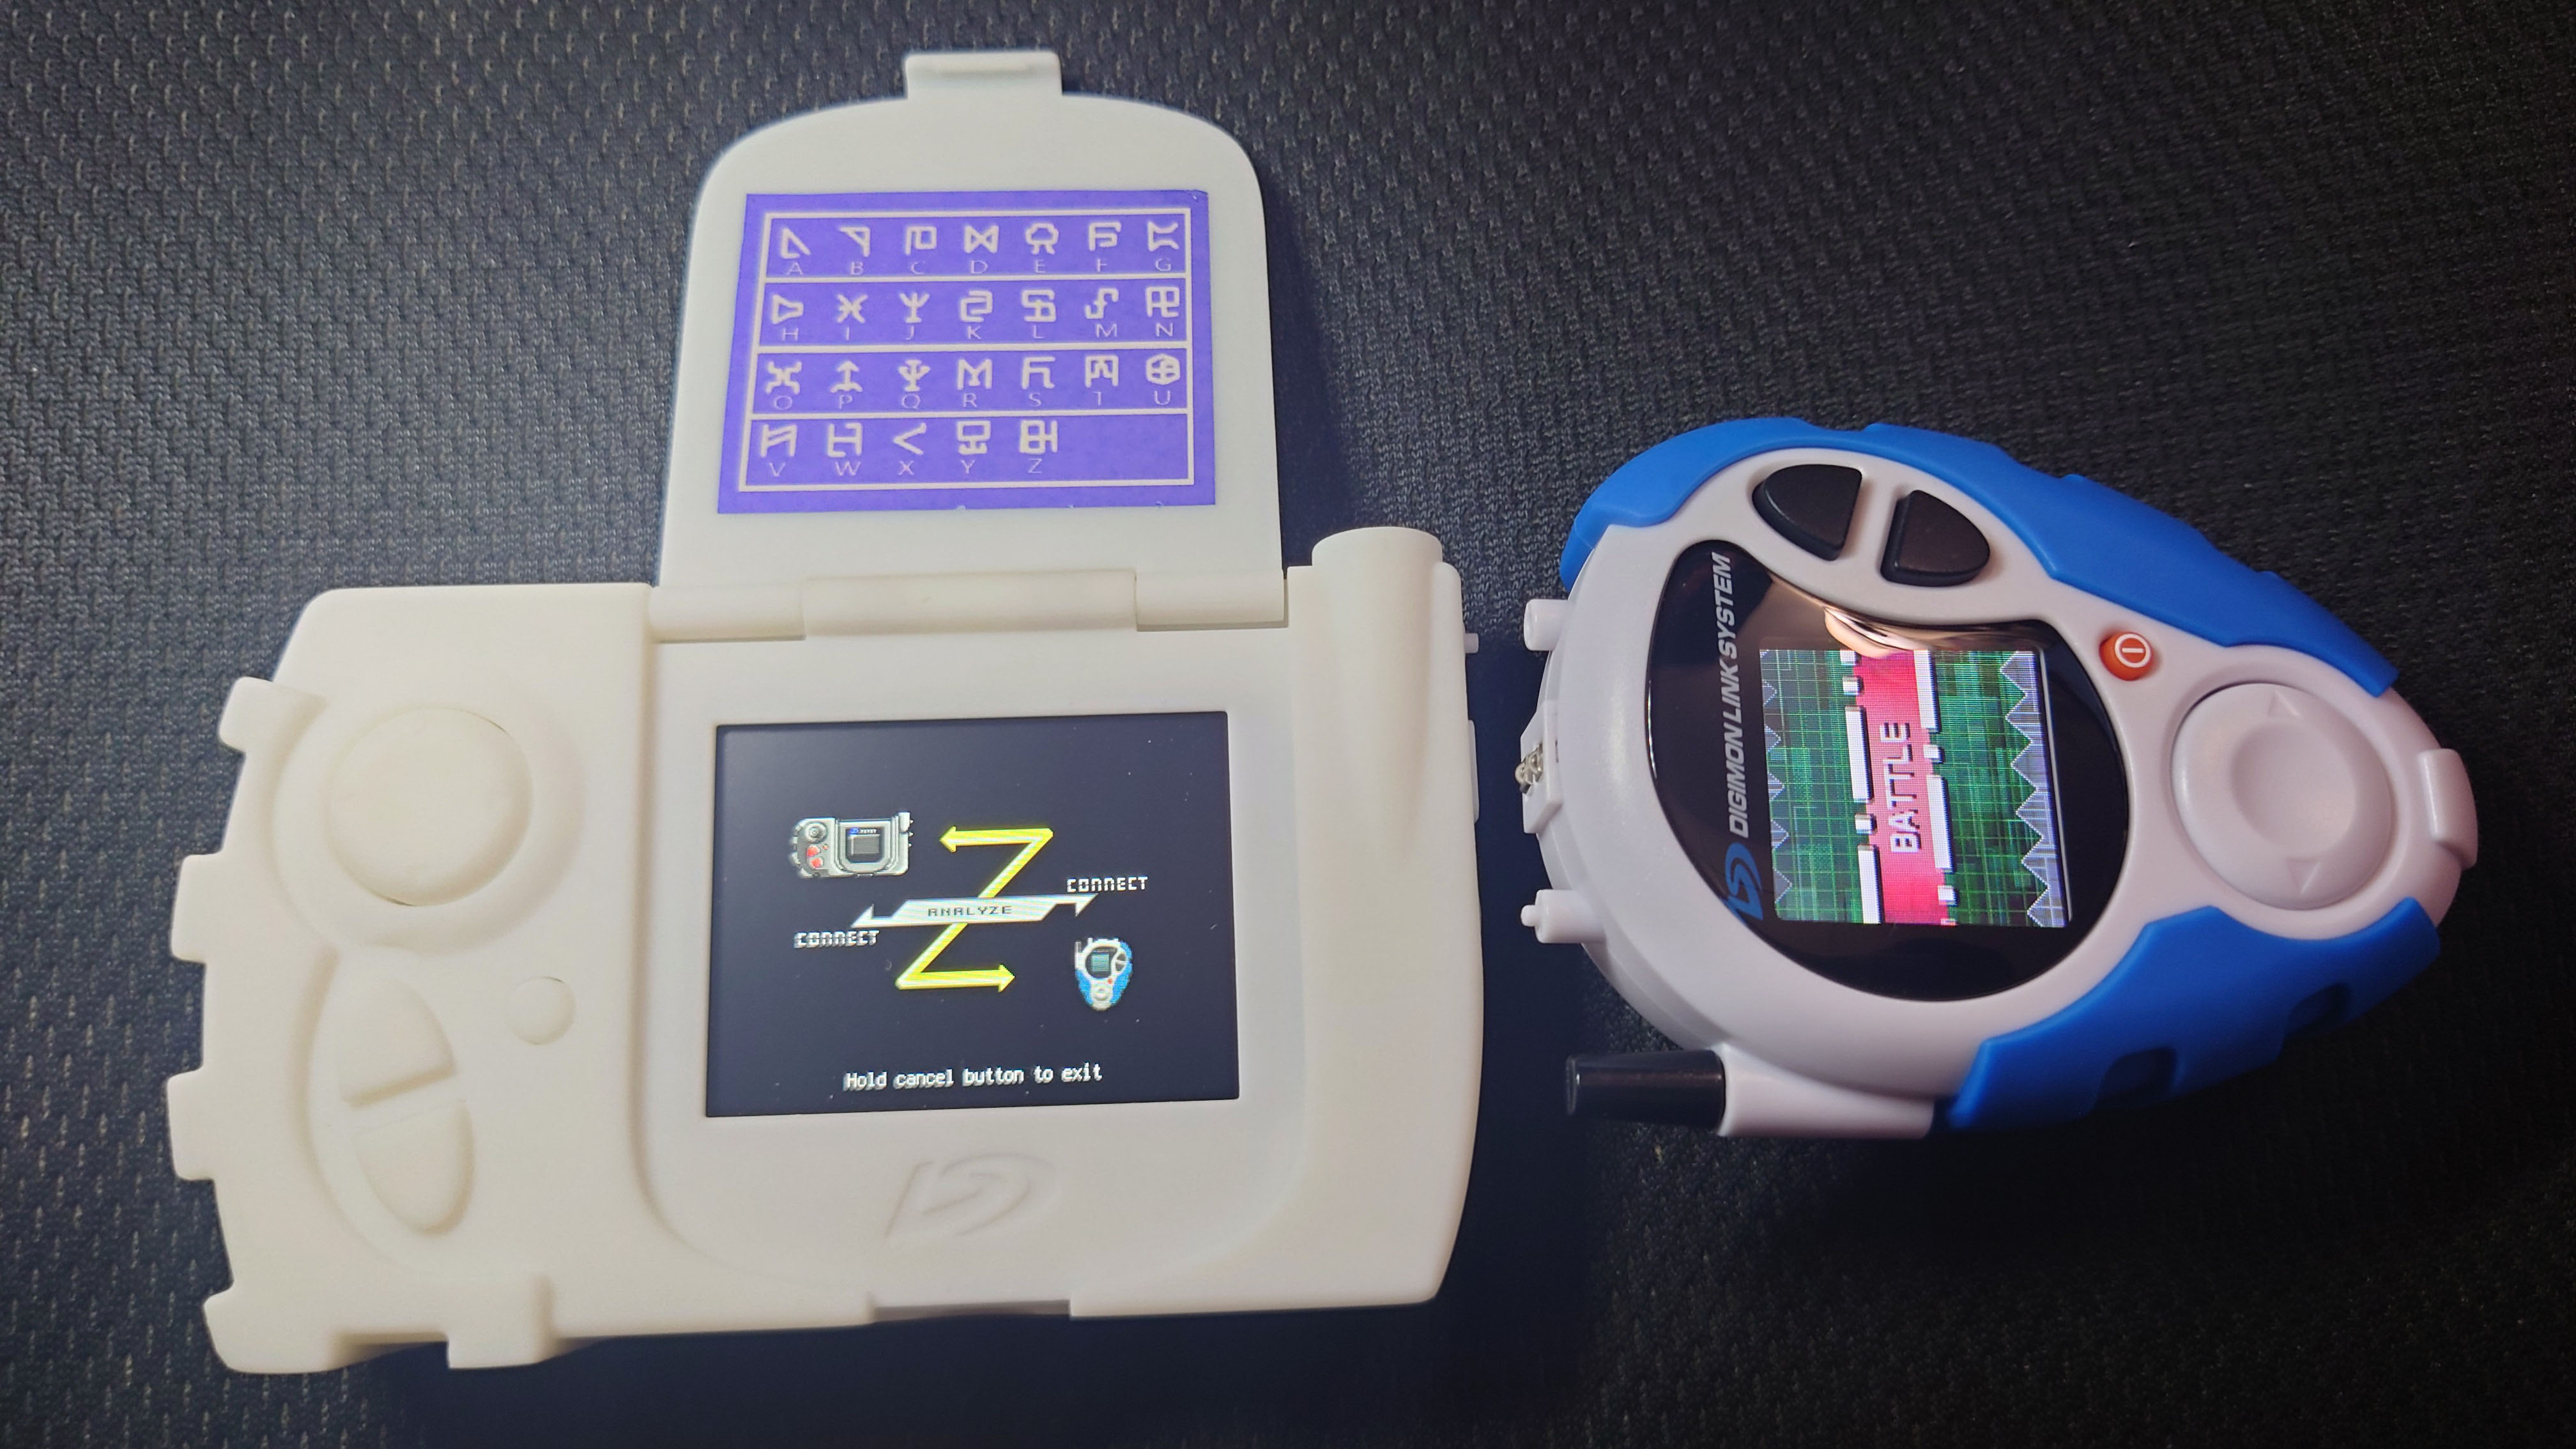 A B C D E F G
H I J K L M N
O P Q R S T U
V W X Y Z
CONNECT
ANALYZE
CONNECT
Hold cancel button to exit
DIGIMON LINK SYSTEM
BATTLE